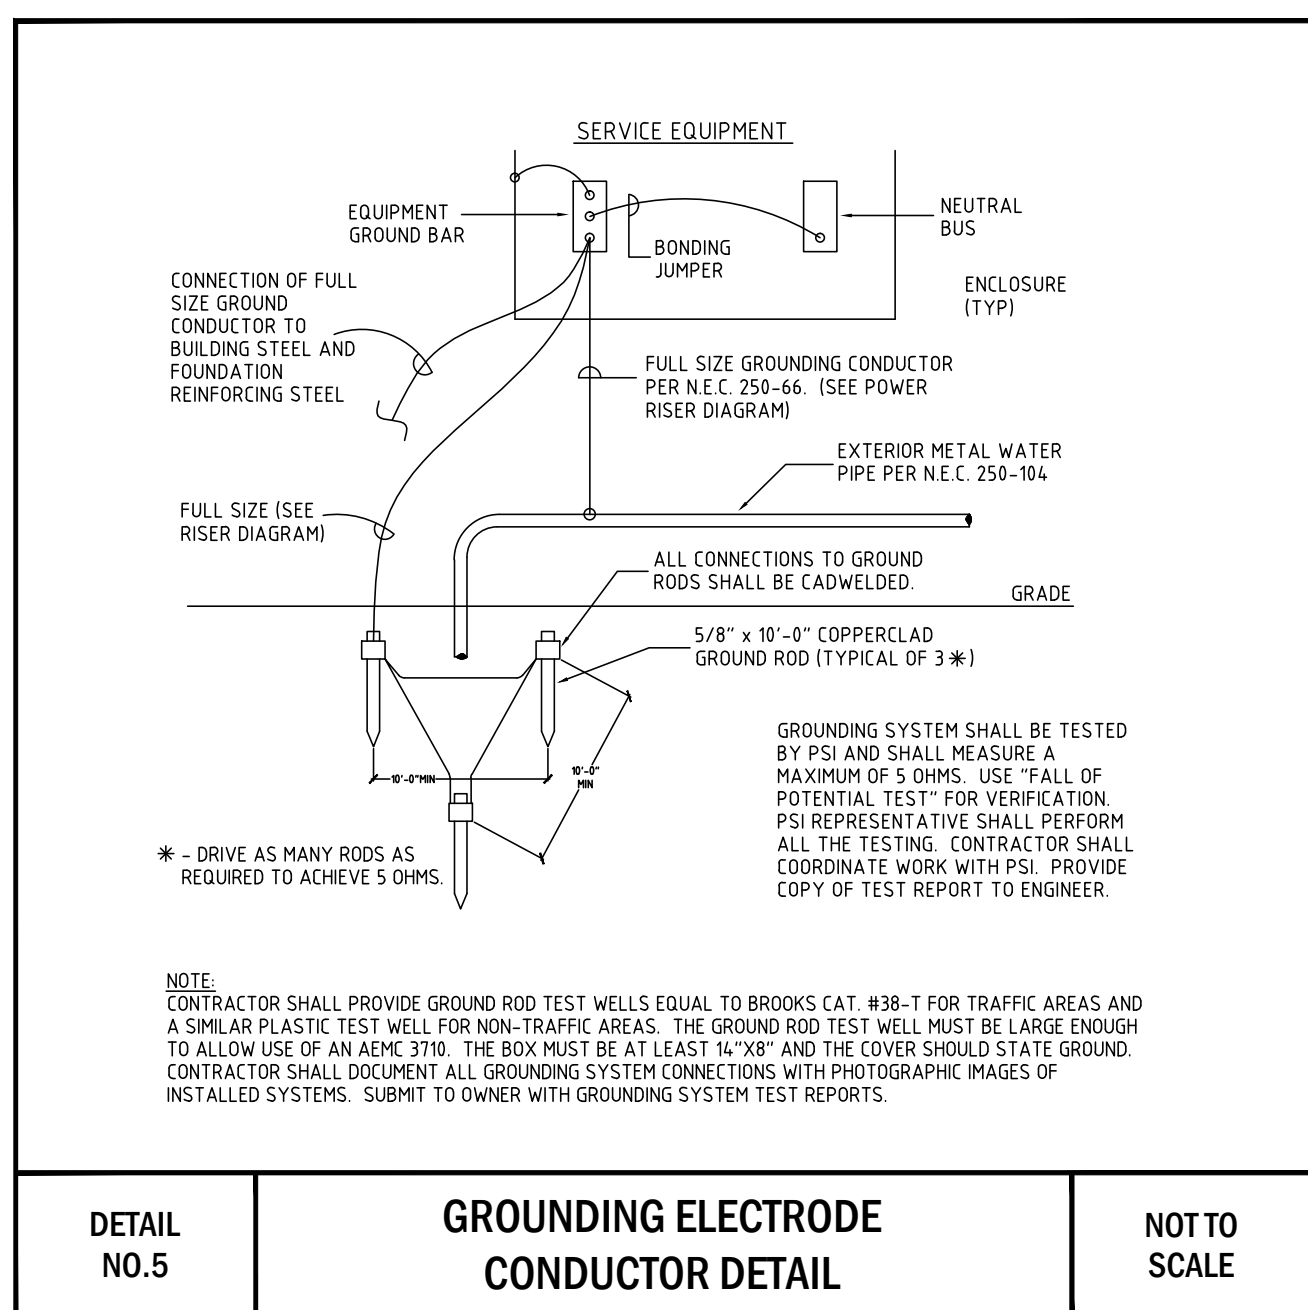 SERVICE EQUIPMENT
EQUIPMENT
GROUND BAR
NEUTRAL
BUS
BONDING
JUMPER
ENCLOSURE
(TYP)
CONNECTION OF FULL
SIZE GROUND
CONDUCTOR TO
BUILDING STEEL AND
FOUNDATION
REINFORCING STEEL
FULL SIZE GROUNDING CONDUCTOR
PER N.E.C. 250-66. (SEE POWER
RISER DIAGRAM)
EXTERIOR METAL WATER
PIPE PER N.E.C. 250-104
FULL SIZE (SEE
RISER DIAGRAM)
ALL CONNECTIONS TO GROUND
RODS SHALL BE CADWELDED.
GRADE
5/8" x 10'-0" COPPERCLAD
GROUND ROD (TYPICAL OF 3 *)
10'-0"MIN
10'-0"
MIN
GROUNDING SYSTEM SHALL BE TESTED
BY PSI AND SHALL MEASURE A
MAXIMUM OF 5 OHMS. USE "FALL OF
POTENTIAL TEST" FOR VERIFICATION.
PSI REPRESENTATIVE SHALL PERFORM
ALL THE TESTING. CONTRACTOR SHALL
COORDINATE WORK WITH PSI. PROVIDE
COPY OF TEST REPORT TO ENGINEER.
* - DRIVE AS MANY RODS AS
REQUIRED TO ACHIEVE 5 OHMS.
NOTE:
CONTRACTOR SHALL PROVIDE GROUND ROD TEST WELLS EQUAL TO BROOKS CAT. #38-T FOR TRAFFIC AREAS AND
A SIMILAR PLASTIC TEST WELL FOR NON-TRAFFIC AREAS. THE GROUND ROD TEST WELL MUST BE LARGE ENOUGH
TO ALLOW USE OF AN AEMC 3710. THE BOX MUST BE AT LEAST 14"X8" AND THE COVER SHOULD STATE GROUND.
CONTRACTOR SHALL DOCUMENT ALL GROUNDING SYSTEM CONNECTIONS WITH PHOTOGRAPHIC IMAGES OF
INSTALLED SYSTEMS. SUBMIT TO OWNER WITH GROUNDING SYSTEM TEST REPORTS.
DETAIL
NO.5
GROUNDING ELECTRODE
CONDUCTOR DETAIL
NOT TO
SCALE